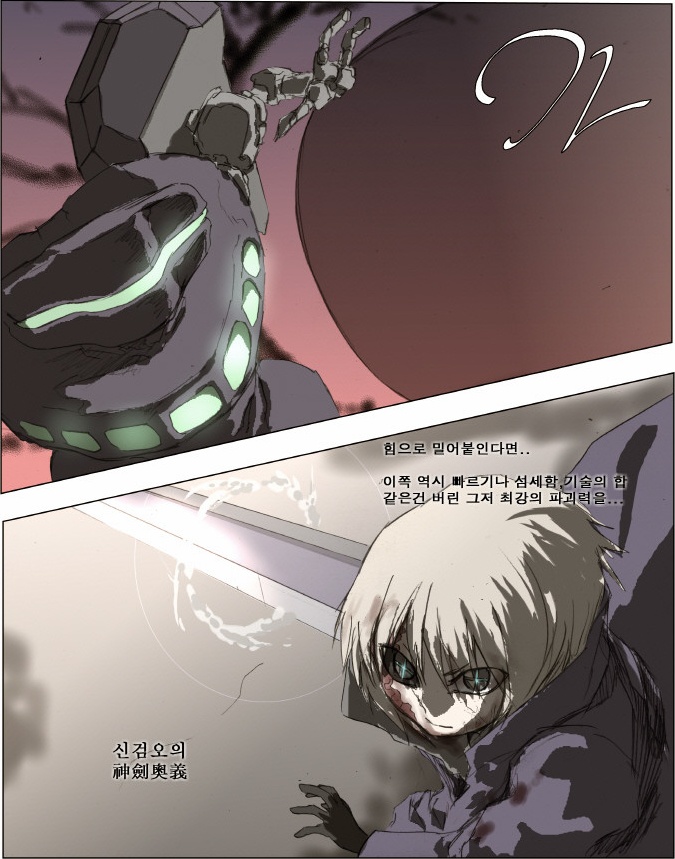 힘으로 밀어붙인다면..
이쪽 역시 빠르기나 섬세함,기술의 합
같은건 버린 그저 최강의 파괴력을...
신검오의
神劍奧義